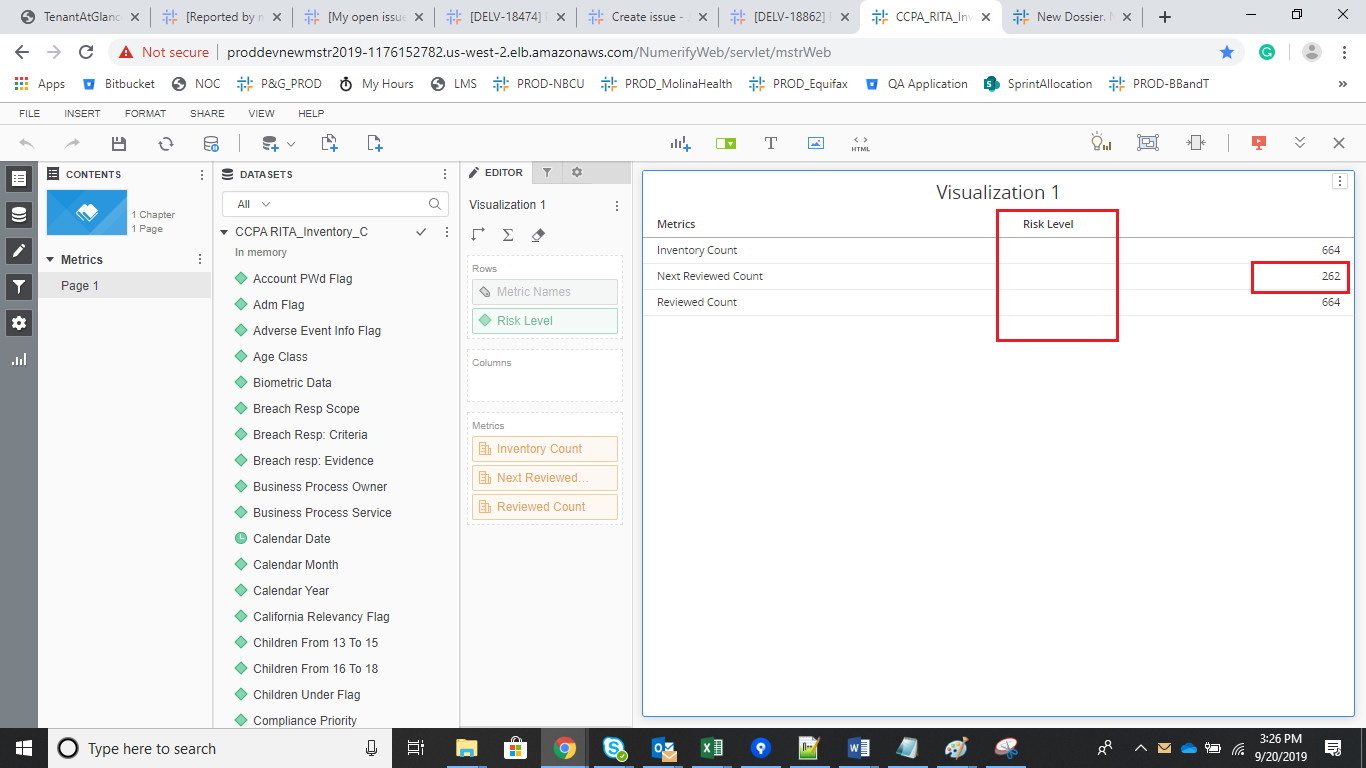 TenantAtGlanc
[Reported by m
[My open issue
[DELV-18474]
Create issue -
[DELV-18862]
CCPA_RITA_Inv
New Dossier. M
Not secure
proddevnewmstr2019-1176152782.us-west-2.elb.amazonaws.com/NumerifyWeb/servlet/mstrWeb
Apps
Bitbucket
NOC
P&G_PROD
My Hours
LMS
PROD-NBCU
PROD_MolinaHealth
PROD_Equifax
QA Application
SprintAllocation
PROD-BBandT
»
FILE
INSERT
FORMAT
SHARE
VIEW
HELP
HTML
CONTENTS
1 Chapter
1 Page
Metrics
Page 1
DATASETS
All
CCPA RITA_Inventory_C
In memory
Account PWd Flag
Adm Flag
Adverse Event Info Flag
Age Class
Biometric Data
Breach Resp Scope
Breach Resp: Criteria
Breach resp: Evidence
Business Process Owner
Business Process Service
Calendar Date
Calendar Month
Calendar Year
California Relevancy Flag
Children From 13 To 15
Children From 16 To 18
Children Under Flag
Compliance Priority
EDITOR
Visualization 1
Rows
Metric Names
Risk Level
Columns
Metrics
Inventory Count
Next Reviewed...
Reviewed Count
Visualization 1
Metrics Risk Level
Inventory Count 664
Next Reviewed Count 262
Reviewed Count 664
Type here to search
3:26 PM
9/20/2019